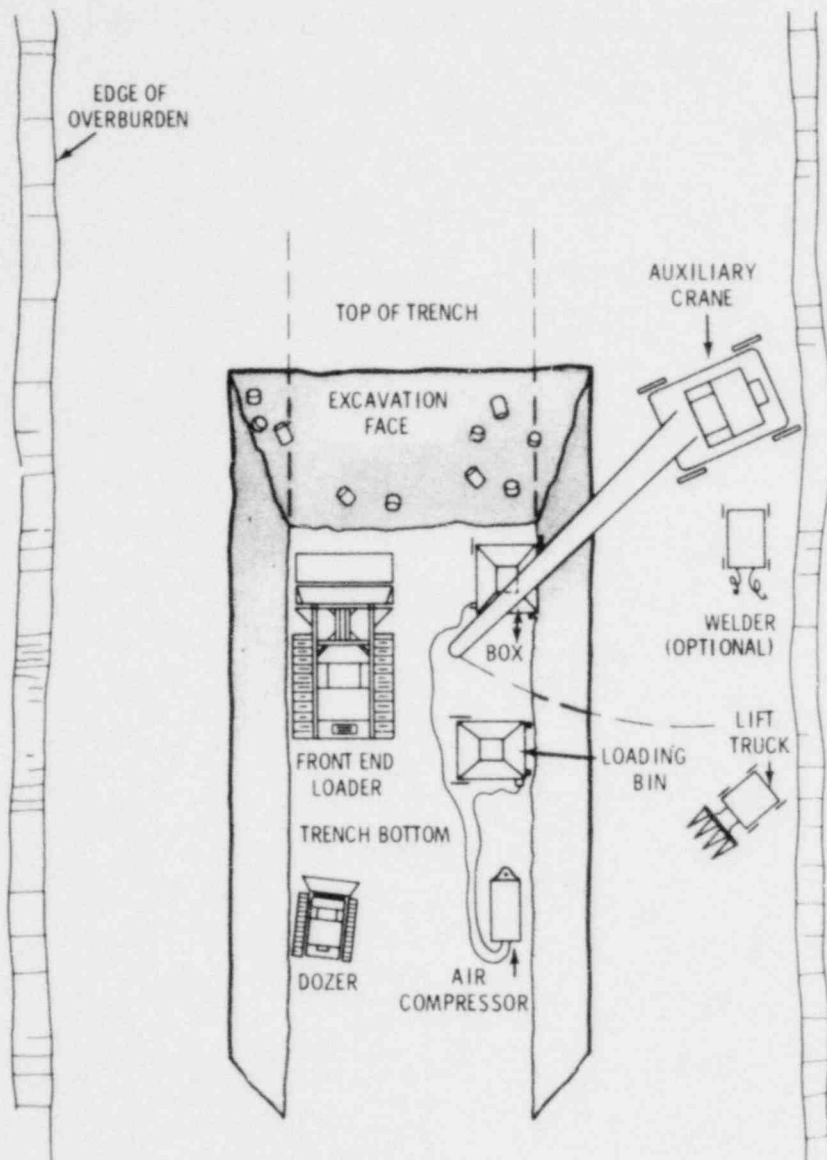 EDGE OF
OVERBURDEN
AUXILIARY
CRANE
TOP OF TRENCH
EXCAVATION
FACE
WELDER
(OPTIONAL)
BOX
LIFT
TRUCK
FRONT END
LOADER
LOADING
BIN
TRENCH BOTTOM
DOZER
AIR
COMPRESSOR